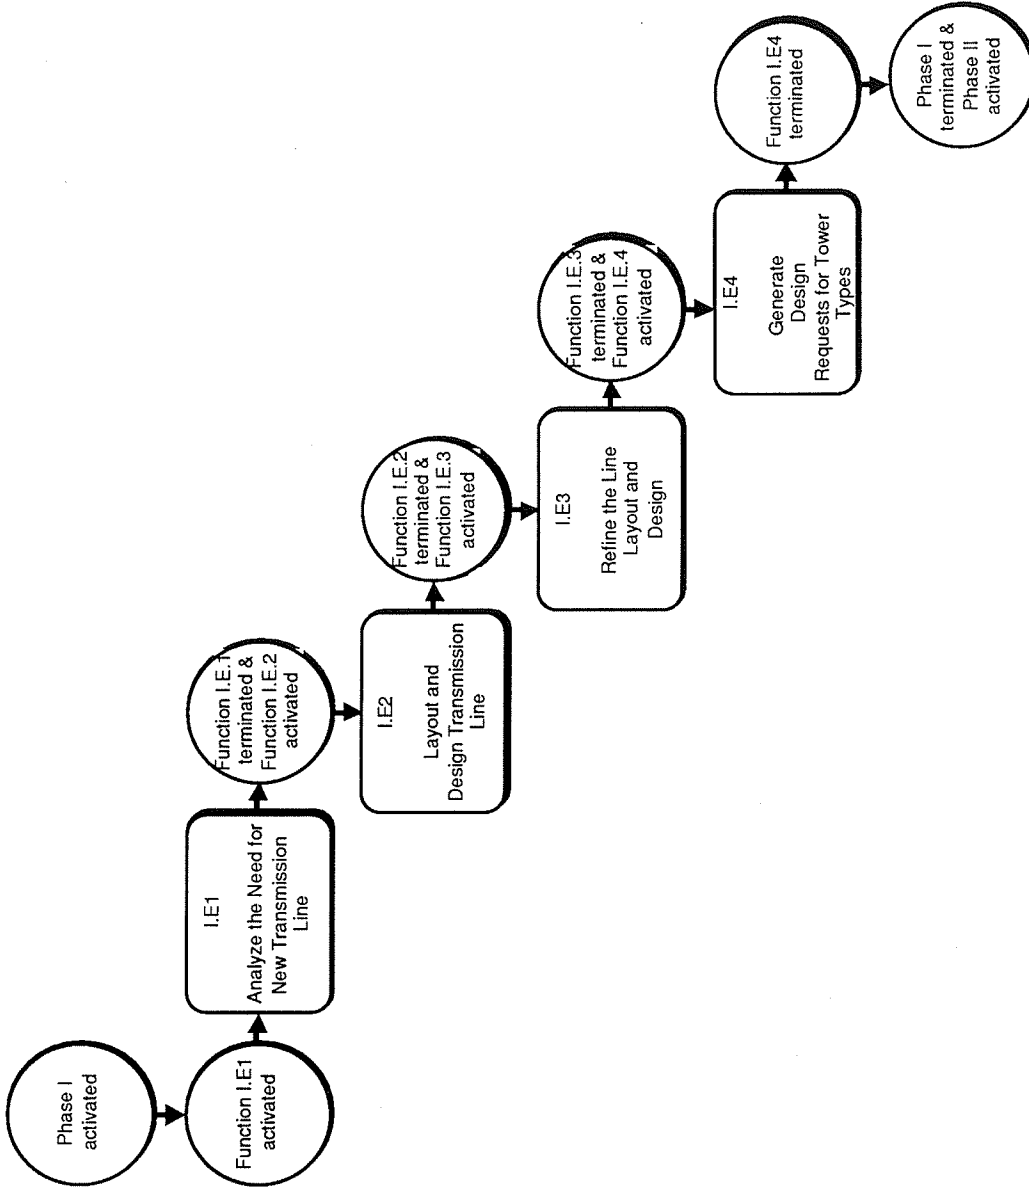 Phase I
activated
Function I.E1
activated
I.E1
Analyze the Need for
New Transmission
Line
Function I.E.1
terminated &
Function I.E.2
activated
I.E2
Layout and
Design Transmission
Line
Function I.E.2
terminated &
Function I.E.3
activated
I.E3
Refine the Line
Layout and
Design
Function I.E.3
terminated &
Function I.E.4
activated
I.E4
Generate
Design
Requests for Tower
Types
Function I.E4
terminated
Phase I
terminated &
Phase II
activated